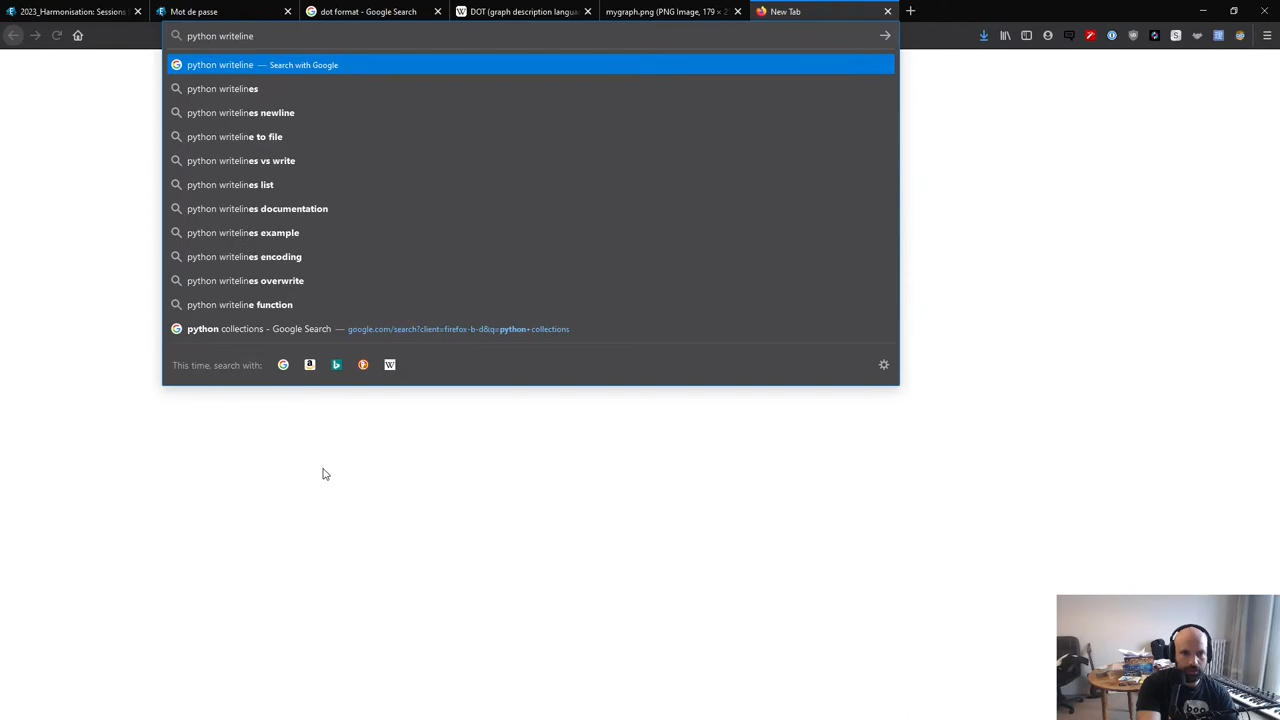 2023_Harmonisation: Sessions
Mot de passe
dot format - Google Search
DOT (graph description langua
mygraph.png (PNG Image, 179 × 2
New Tab
python writeline
python writeline — Search with Google
python writelines
python writelines newline
python writeline to file
python writelines vs write
python writelines list
python writelines documentation
python writelines example
python writelines encoding
python writelines overwrite
python writeline function
python collections - Google Search — google.com/search?client=firefox-b-d&q=python+collections
This time, search with: